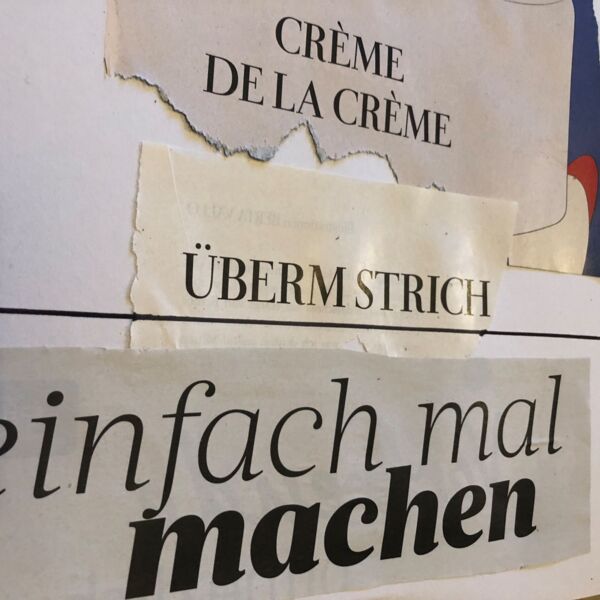 CRÈME
DE LA CRÈME
ÜBERM STRICH
einfach mal
machen